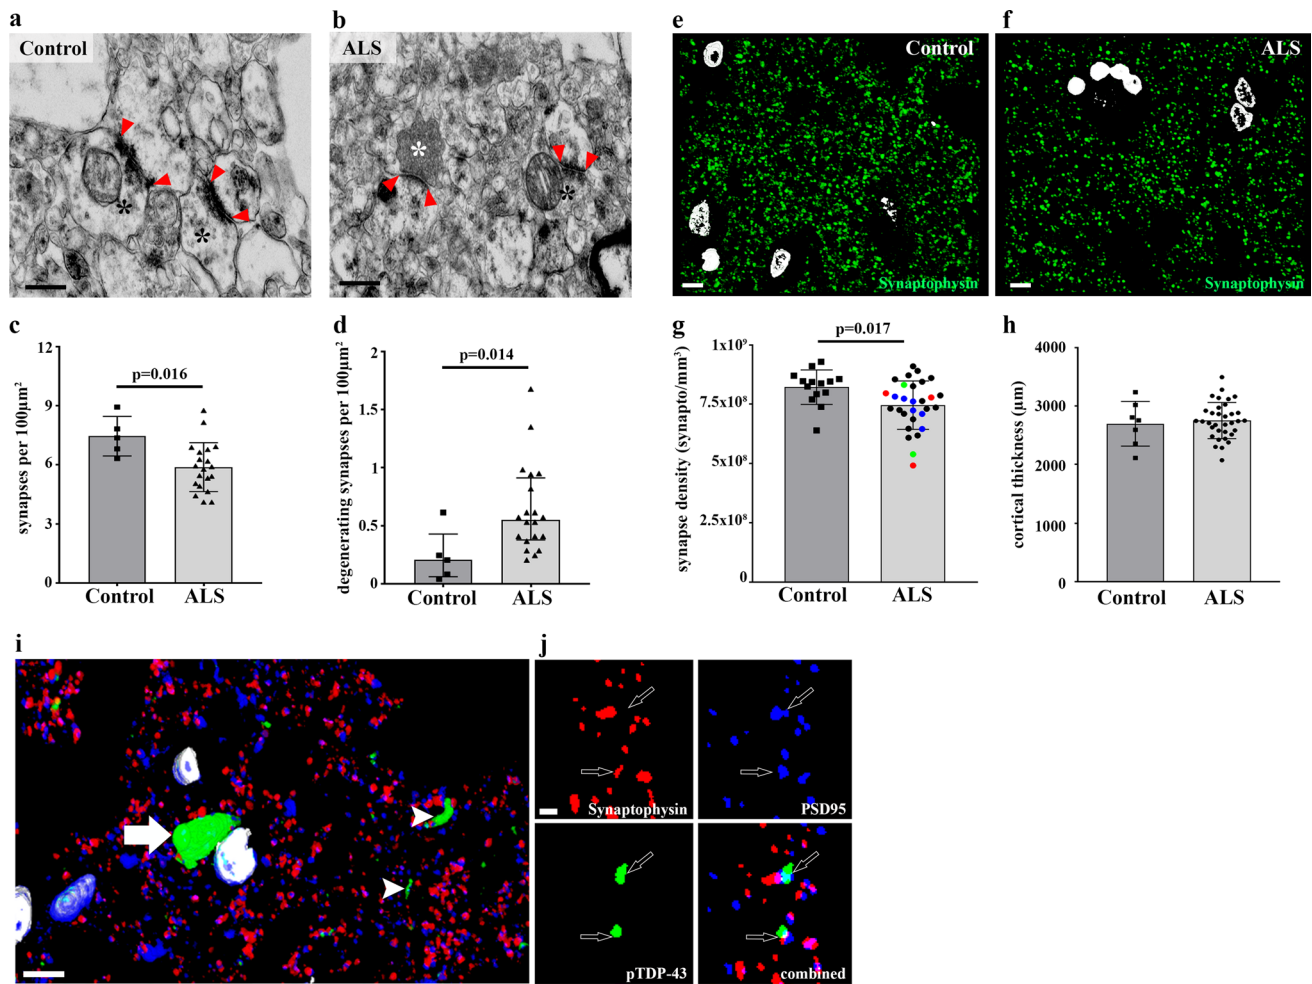 a
b
e
f
Control
ALS
Control
ALS
*
*
*
*
Synaptophysin
Synaptophysin
c
d
g
h
synapses per 100μm²
12
9
6
3
0
p=0.016
Control
ALS
degenerating synapses per 100μm²
2
1.5
1
0.5
0
p=0.014
Control
ALS
synapse density (synapto/mm³)
1x10⁹
7.5x10⁸
5x10⁸
2.5x10⁸
0
p=0.017
Control
ALS
cortical thickness (μm)
4000
3000
2000
1000
0
Control
ALS
i
j
Synaptophysin
PSD95
pTDP-43
combined